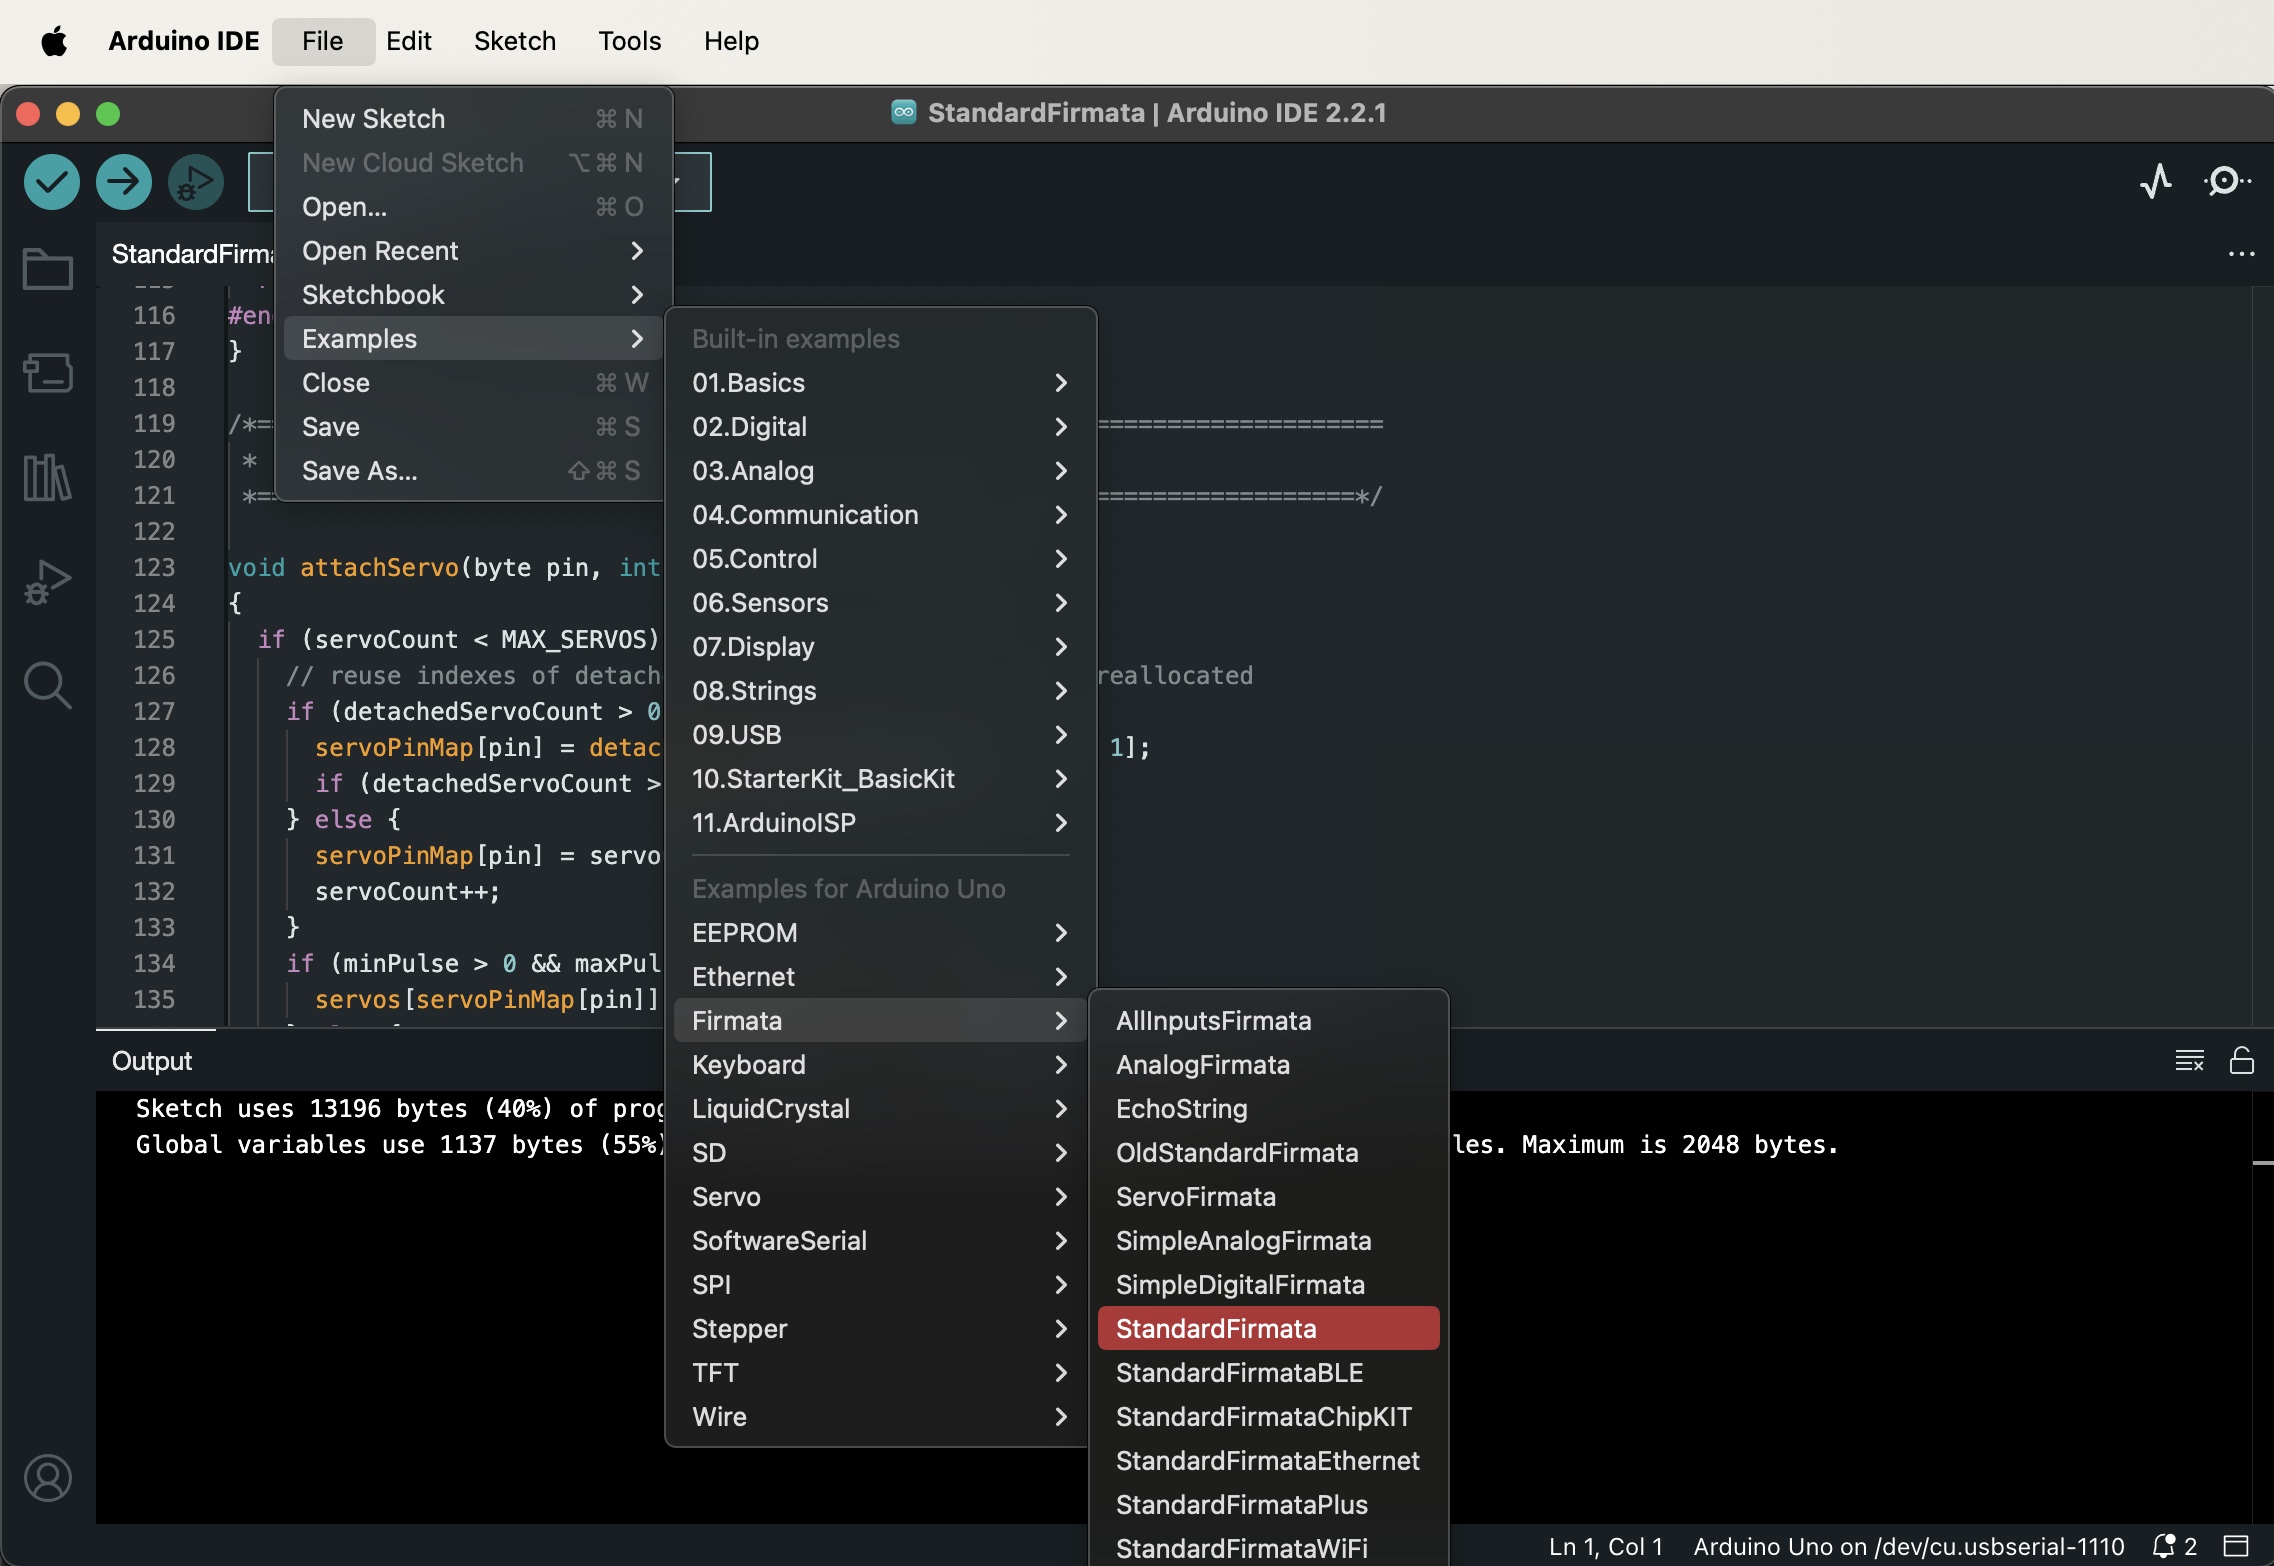 Arduino IDE File Edit Sketch Tools Help
StandardFirmata | Arduino IDE 2.2.1
New Sketch ⌘ N
New Cloud Sketch ⌥ ⌘ N
Open... ⌘ O
Open Recent
Sketchbook
Examples
Close ⌘ W
Save ⌘ S
Save As... ⇧ ⌘ S
Built-in examples
01.Basics
02.Digital
03.Analog
04.Communication
05.Control
06.Sensors
07.Display
08.Strings
09.USB
10.StarterKit_BasicKit
11.ArduinoISP
Examples for Arduino Uno
EEPROM
Ethernet
Firmata
Keyboard
LiquidCrystal
SD
Servo
SoftwareSerial
SPI
Stepper
TFT
Wire
AllInputsFirmata
AnalogFirmata
EchoString
OldStandardFirmata
ServoFirmata
SimpleAnalogFirmata
SimpleDigitalFirmata
StandardFirmata
StandardFirmataBLE
StandardFirmataChipKIT
StandardFirmataEthernet
StandardFirmataPlus
StandardFirmataWiFi
StandardFirma
116 #en
117 }
118
119 /*== ====================
120 *
121 *== ==================*/
122
123 void attachServo(byte pin, int
124 {
125 if (servoCount < MAX_SERVOS)
126 // reuse indexes of detach reallocated
127 if (detachedServoCount > 0
128 servoPinMap[pin] = detac 1];
129 if (detachedServoCount >
130 } else {
131 servoPinMap[pin] = servo
132 servoCount++;
133 }
134 if (minPulse > 0 && maxPul
135 servos[servoPinMap[pin]]
Output
Sketch uses 13196 bytes (40%) of prog
Global variables use 1137 bytes (55%) les. Maximum is 2048 bytes.
Ln 1, Col 1 Arduino Uno on /dev/cu.usbserial-1110 2